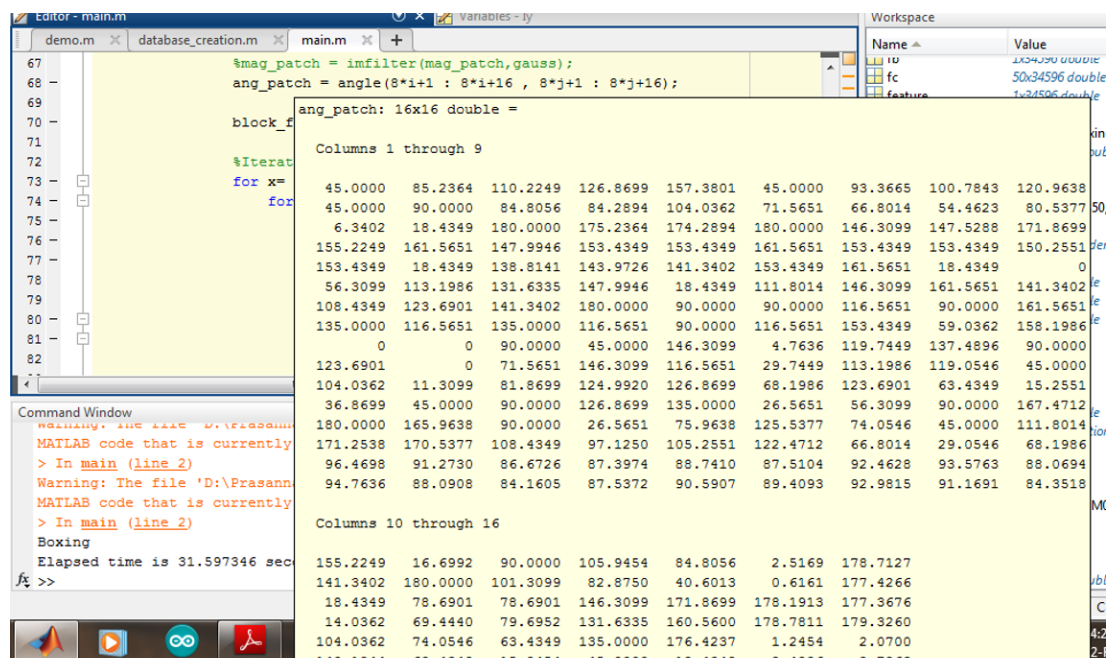 Editor - main.m
Variables - Iy
Workspace
demo.m database_creation.m main.m +
Name Value
67 %mag_patch = imfilter(mag_patch,gauss);
68 ang_patch = angle(8*i+1 : 8*i+16 , 8*j+1 : 8*j+16);
69
70 block_f
71
72 %Iterat
73 for x=
74 for
75
76
77
78
79
80
81
82
fb 1x34596 double
fc 50x34596 double
feature 1x34596 double
ang_patch: 16x16 double =
Columns 1 through 9
45.0000 85.2364 110.2249 126.8699 157.3801 45.0000 93.3665 100.7843 120.9638
45.0000 90.0000 84.8056 84.2894 104.0362 71.5651 66.8014 54.4623 80.5377
6.3402 18.4349 180.0000 175.2364 174.2894 180.0000 146.3099 147.5288 171.8699
155.2249 161.5651 147.9946 153.4349 153.4349 161.5651 153.4349 153.4349 150.2551
153.4349 18.4349 138.8141 143.9726 141.3402 153.4349 161.5651 18.4349 0
56.3099 113.1986 131.6335 147.9946 18.4349 111.8014 146.3099 161.5651 141.3402
108.4349 123.6901 141.3402 180.0000 90.0000 90.0000 116.5651 90.0000 161.5651
135.0000 116.5651 135.0000 116.5651 90.0000 116.5651 153.4349 59.0362 158.1986
0 0 90.0000 45.0000 146.3099 4.7636 119.7449 137.4896 90.0000
123.6901 0 71.5651 146.3099 116.5651 29.7449 113.1986 119.0546 45.0000
104.0362 11.3099 81.8699 124.9920 126.8699 68.1986 123.6901 63.4349 15.2551
36.8699 45.0000 90.0000 126.8699 135.0000 26.5651 56.3099 90.0000 167.4712
180.0000 165.9638 90.0000 26.5651 75.9638 125.5377 74.0546 45.0000 111.8014
171.2538 170.5377 108.4349 97.1250 105.2551 122.4712 66.8014 29.0546 68.1986
96.4698 91.2730 86.6726 87.3974 88.7410 87.5104 92.4628 93.5763 88.0694
94.7636 88.0908 84.1605 87.5372 90.5907 89.4093 92.9815 91.1691 84.3518
Columns 10 through 16
155.2249 16.6992 90.0000 105.9454 84.8056 2.5169 178.7127
141.3402 180.0000 101.3099 82.8750 40.6013 0.6161 177.4266
18.4349 78.6901 78.6901 146.3099 171.8699 178.1913 177.3676
14.0362 69.4440 79.6952 131.6335 160.5600 178.7811 179.3260
104.0362 74.0546 63.4349 135.0000 176.4237 1.2454 2.0700
Command Window
Warning: The file 'D:\Prasann
MATLAB code that is currently
> In main (line 2)
Warning: The file 'D:\Prasann
MATLAB code that is currently
> In main (line 2)
Boxing
Elapsed time is 31.597346 sec
fx >>